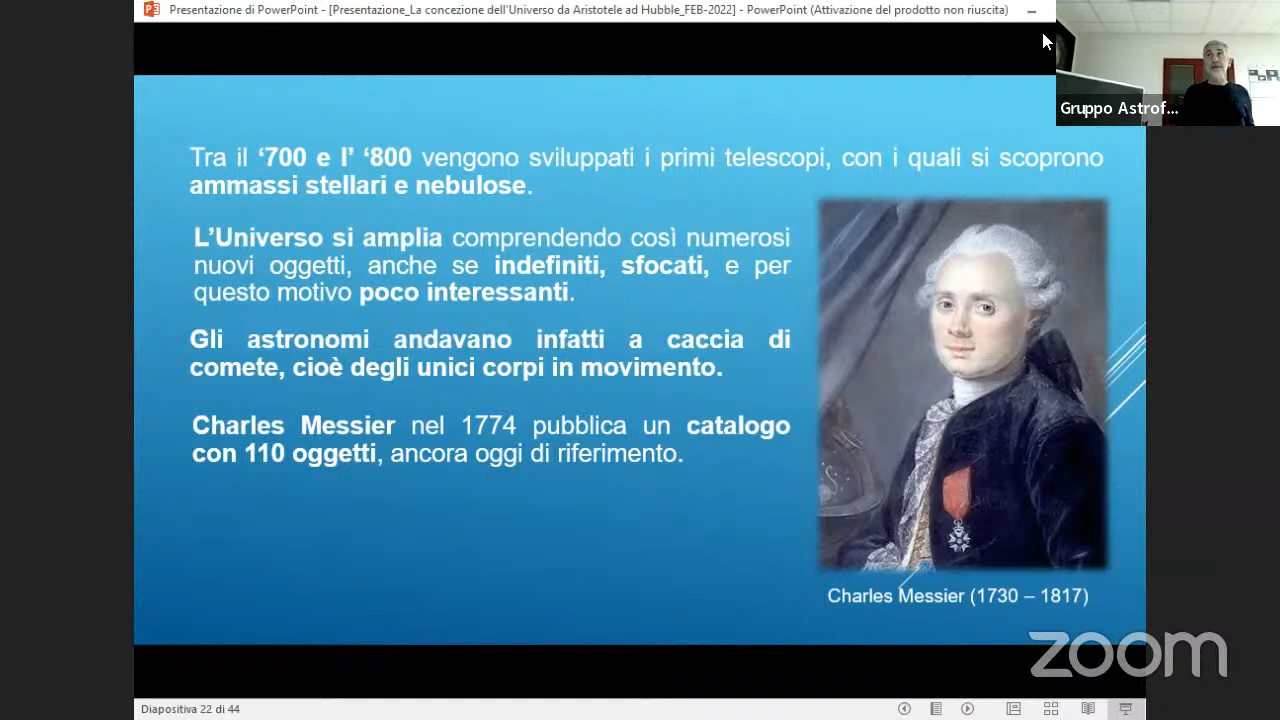 Presentazione di PowerPoint - [Presentazione_La concezione dell'Universo da Aristotele ad Hubble_FEB-2022] - PowerPoint (Attivazione del prodotto non riuscita)
Gruppo Astrof...
Tra il ‘700 e l’ ‘800 vengono sviluppati i primi telescopi, con i quali si scoprono
ammassi stellari e nebulose.
L’Universo si amplia comprendendo così numerosi
nuovi oggetti, anche se indefiniti, sfocati, e per
questo motivo poco interessanti.
Gli astronomi andavano infatti a caccia di
comete, cioè degli unici corpi in movimento.
Charles Messier nel 1774 pubblica un catalogo
con 110 oggetti, ancora oggi di riferimento.
Charles Messier (1730 – 1817)
zoom
Diapositiva 22 di 44